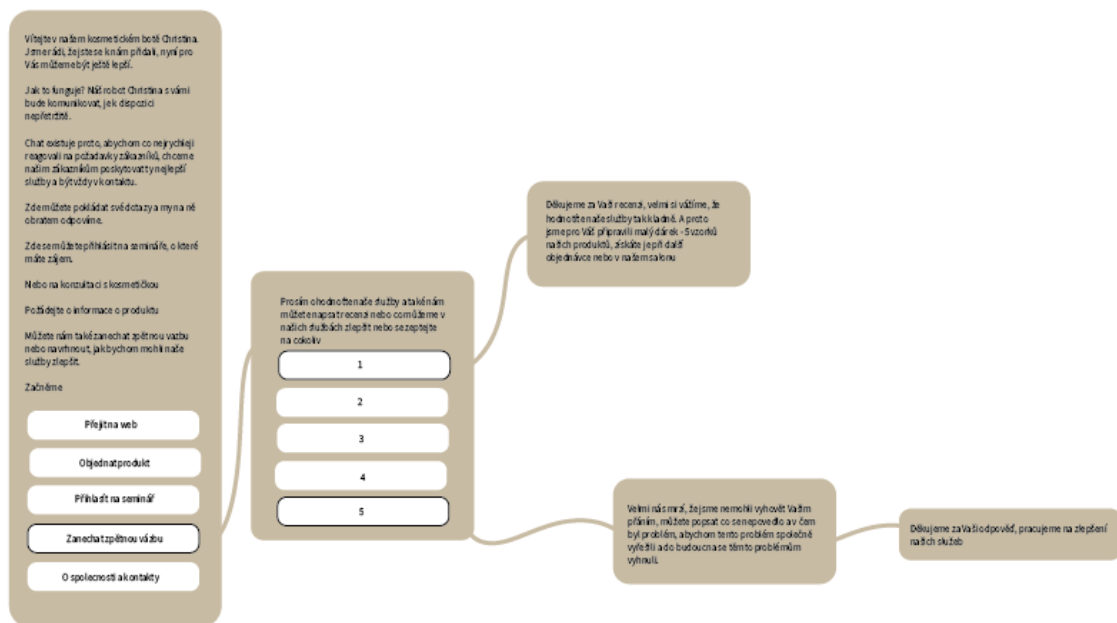 Vítejte v našem kosmetickém botě Christina.
Jsme rádi, že jste se k nám přidali, nyní pro
Vás můžeme být ještě lepší.
Jak to funguje? Náš robot Christina s vámi
bude komunikovat, je k dispozici
nepřetržitě.
Chat existuje proto, abychom co nejrychleji
reagovali na požadavky zákazníků, chceme
našim zákazníkům poskytovat ty nejlepší
služby a být vždy v kontaktu.
Zde můžete pokládat své dotazy a my na ně
obratem odpovíme.
Zde se můžete přihlásit na semináře, o které
máte zájem.
Nebo na konzultaci s kosmetičkou
Požádejte o informace o produktu
Můžete nám také zanechat zpětnou vazbu
nebo navrhnout, jak bychom mohli naše
služby zlepšit.
Začněme
Přejít na web
Objednat produkt
Přihlasít na seminář
Zanechat zpětnou vázbu
O spolecnosti a kontakty
Prosím ohodnoťte naše služby a také nám
můžete napsat recenzi nebo co můžeme v
našich službách zlepšit nebo se zeptejte
na cokoliv
1
2
3
4
5
Děkujeme za Vaši recenzi, velmi si vážíme, že
hodnotíte naše služby tak kladně. A proto
jsme pro Váš připravili malý dárek - 5 vzorků
našich produktů, získáte je při další
objednávce nebo v našem salonu
Velmi nás mrzí, že jsme nemohli vyhovět Vašim
přáním, můžete popsat co se nepovedlo a v čem
byl problém, abychom tento problém společně
vyřešili a do budoucna se těmto problémům
vyhnuli.
Děkujeme za Vaši odpověď, pracujeme na zlepšení
našich služeb